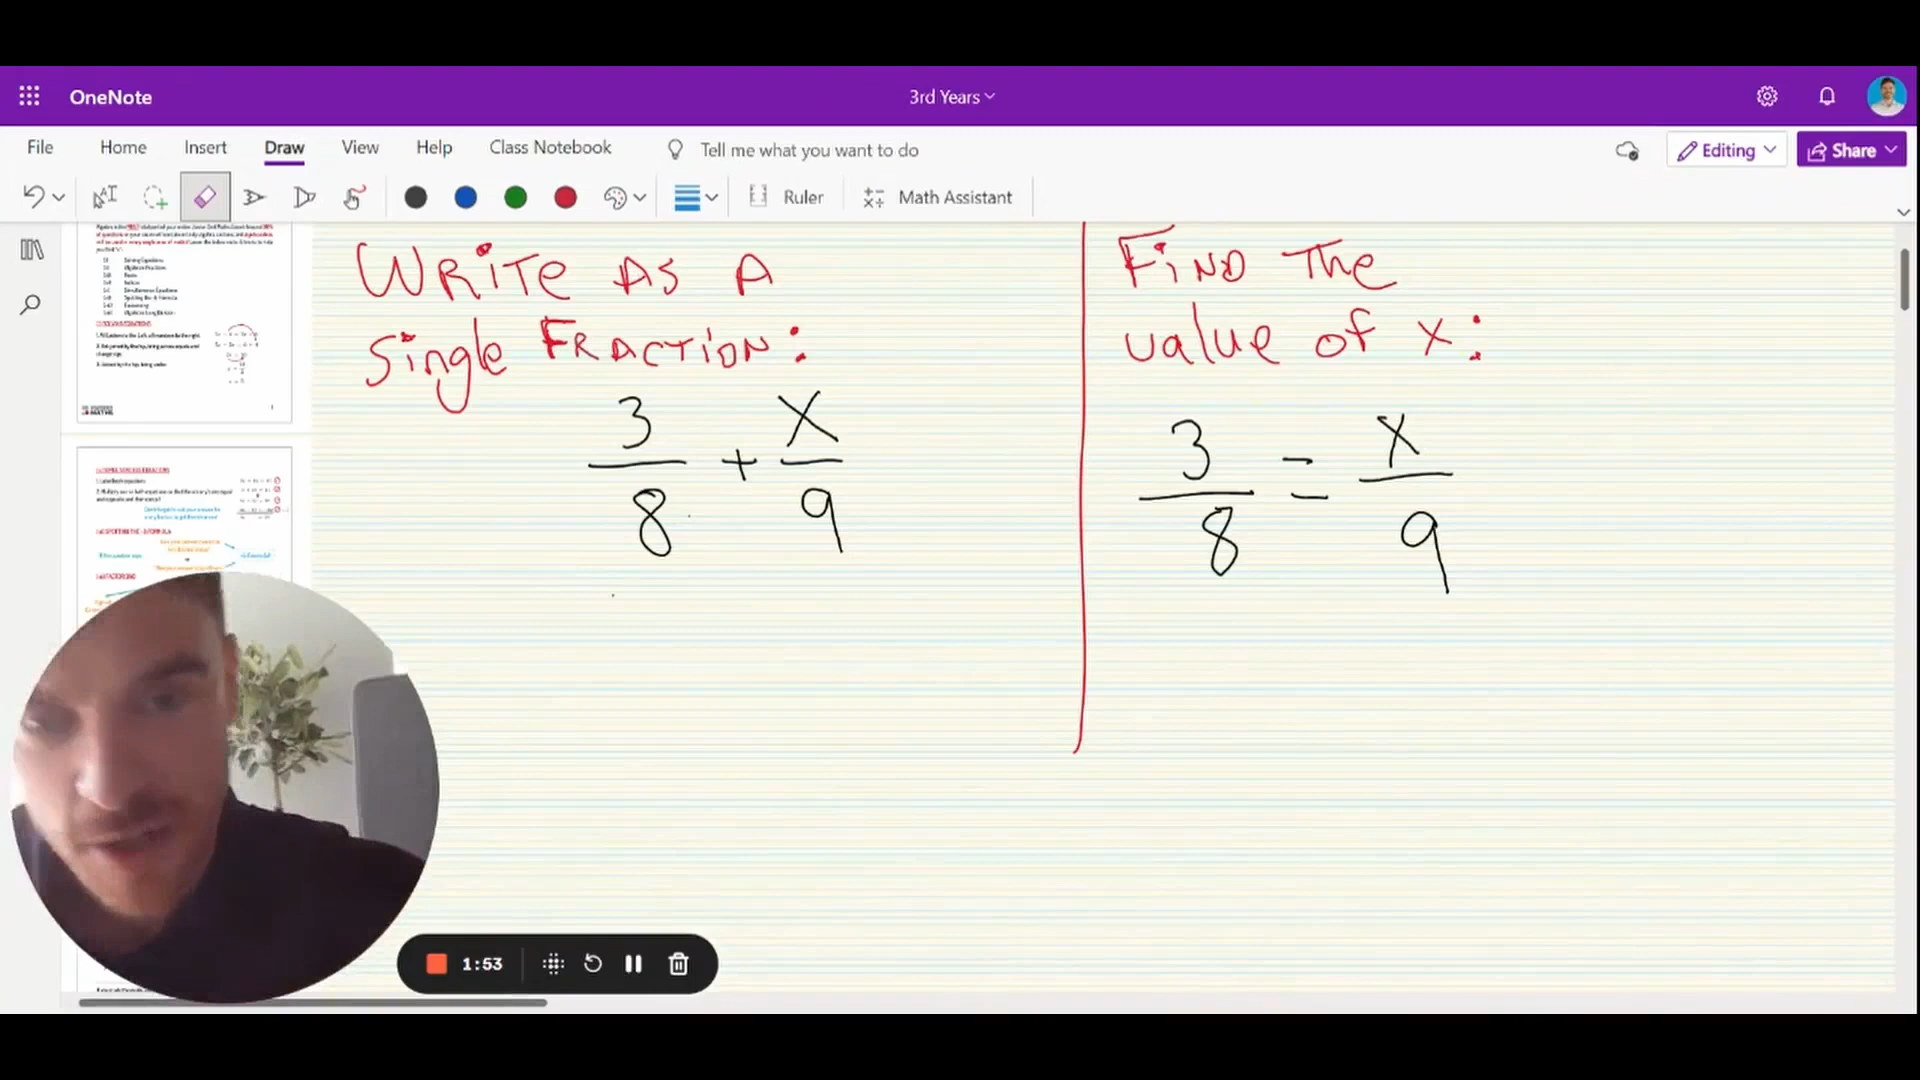 OneNote
3rd Years
File Home Insert Draw View Help Class Notebook Tell me what you want to do Editing Share
Ruler Math Assistant
WRiTe AS A
Single FRACTiON:
3/8 + X/9
FiND The
value of x:
3/8 = x/9
1:53